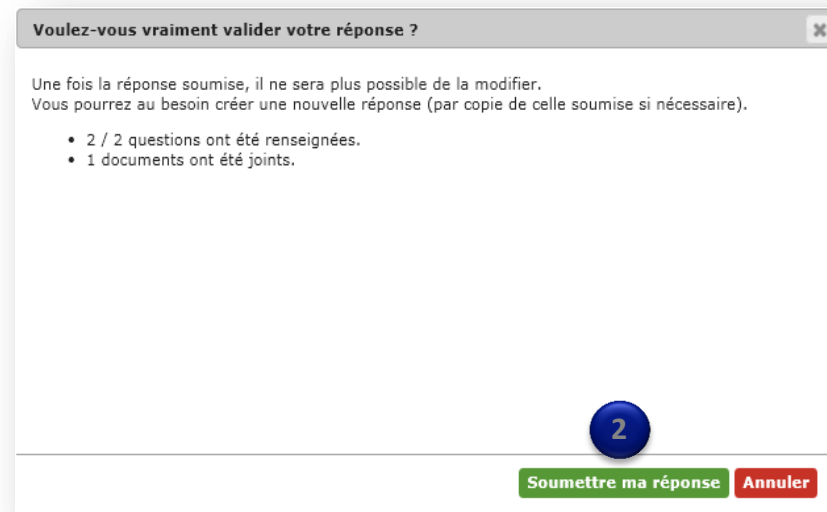 Voulez-vous vraiment valider votre réponse ?
Une fois la réponse soumise, il ne sera plus possible de la modifier.
Vous pourrez au besoin créer une nouvelle réponse (par copie de celle soumise si nécessaire).
• 2 / 2 questions ont été renseignées.
• 1 documents ont été joints.
2
Soumettre ma réponse Annuler